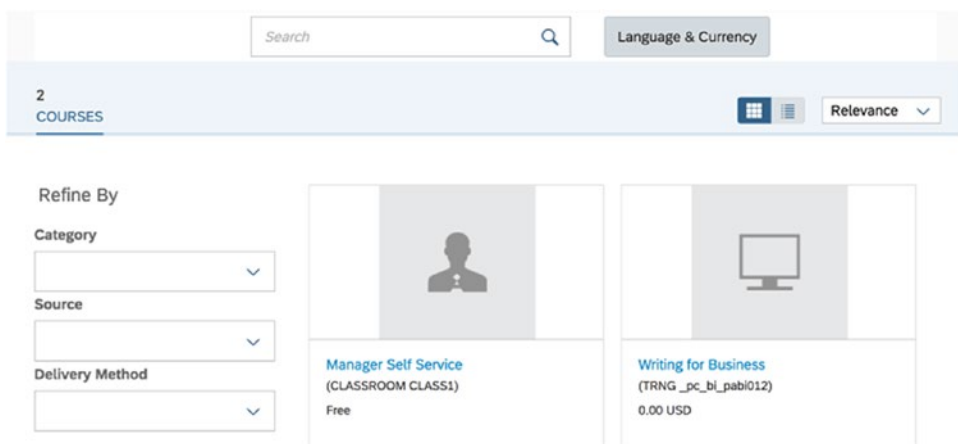 Search
Language & Currency
2
COURSES
Relevance
Refine By
Category
Source
Delivery Method
Manager Self Service
(CLASSROOM CLASS1)
Free
Writing for Business
(TRNG _pc_bi_pabi012)
0.00 USD